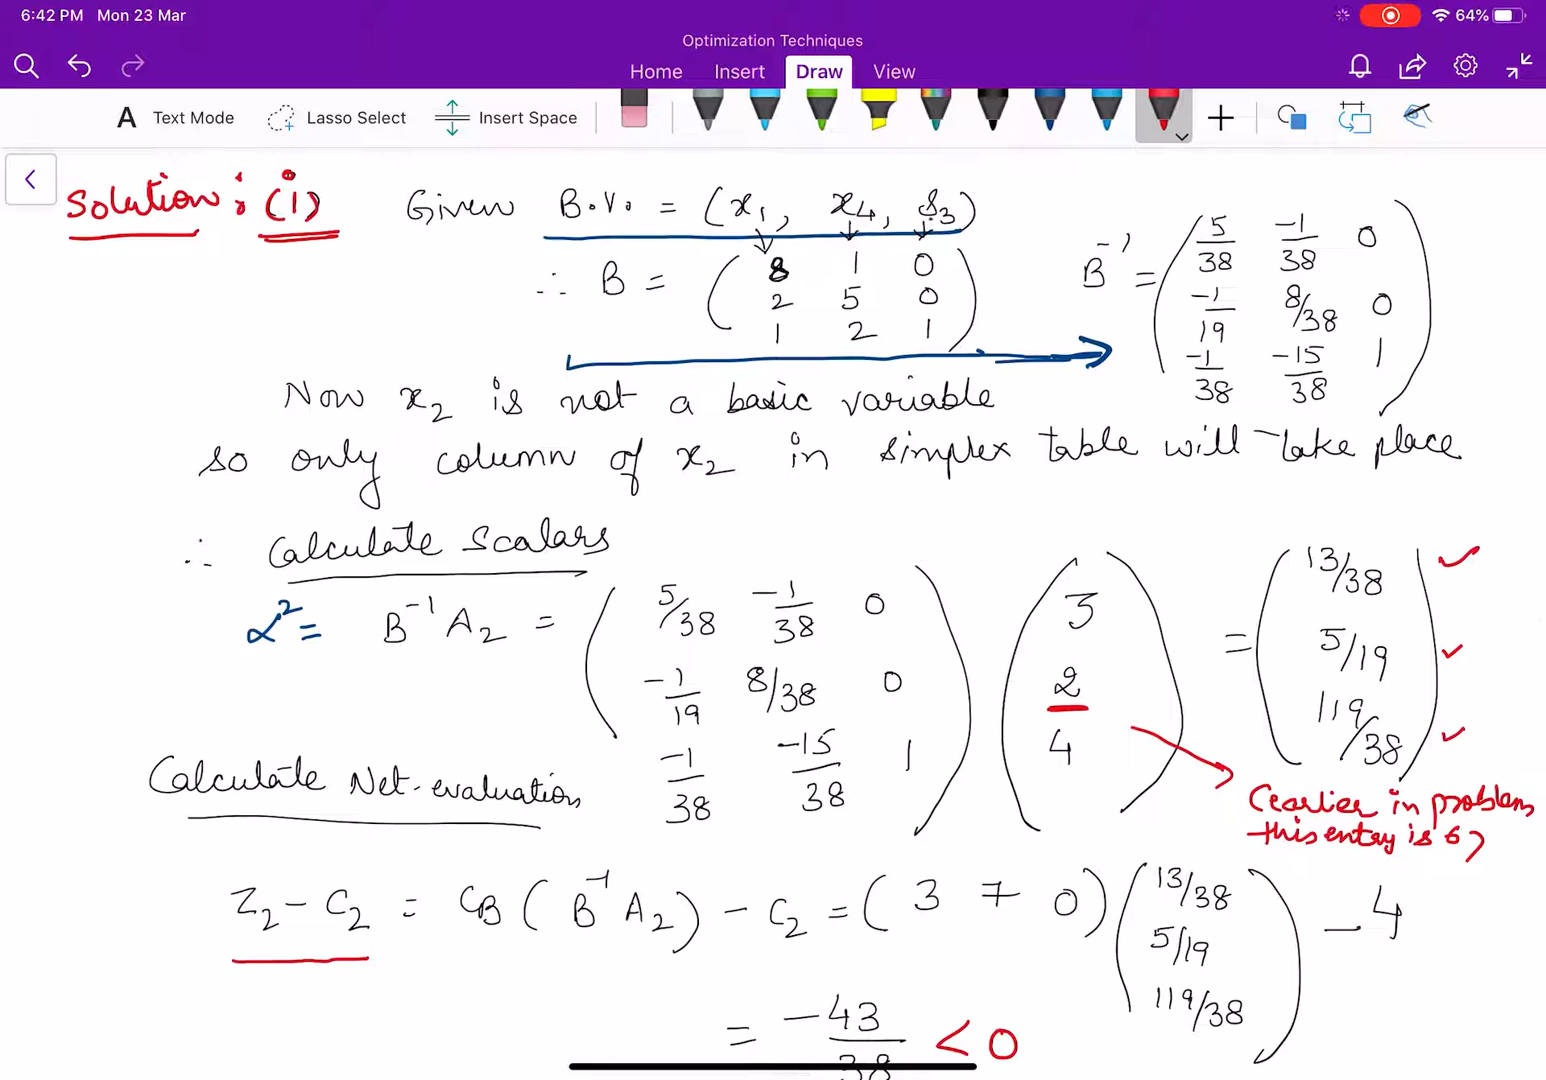 6:42 PM Mon 23 Mar
64%
Optimization Techniques
Home Insert Draw View
A Text Mode Lasso Select Insert Space
Solution : (i) Given B.V. = (x₁, x₄, s₃)
∴ B = ( 8 1 0
2 5 0
1 2 1 )
B⁻¹ = ( 5/38 -1/38 0
-1/19 8/38 0
-1/38 -15/38 1 )
Now x₂ is not a basic variable
so only column of x₂ in simplex table will take place
∴ Calculate Scalars
α² = B⁻¹A₂ = ( 5/38 -1/38 0
-1/19 8/38 0
-1/38 -15/38 1 )
( 3
2
4 )
= ( 13/38 ✓
5/19 ✓
119/38 ✓ )
(earlier in problem
this entry is 6)
Calculate Net-evaluation
Z₂ - C₂ = CB ( B⁻¹A₂ ) - C₂ = ( 3 7 0 ) ( 13/38
5/19
119/38 ) - 4
= -43/38 < 0